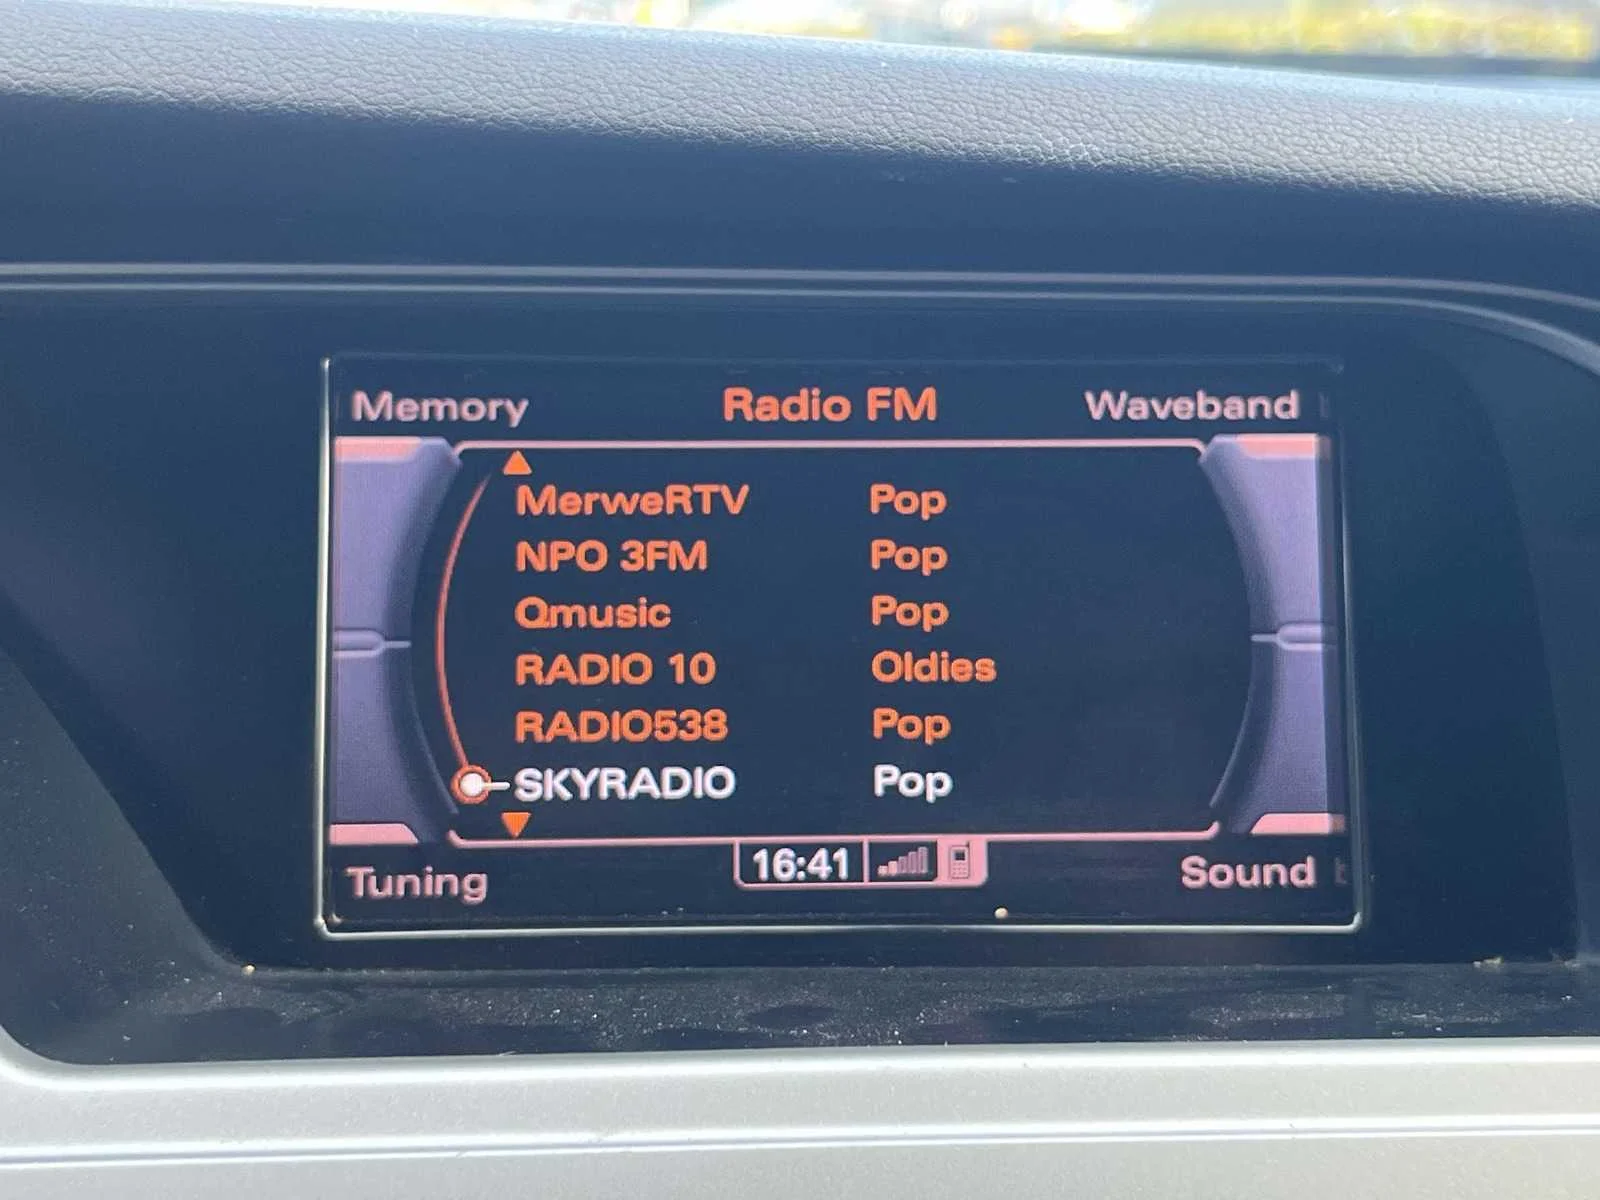 Memory Radio FM Waveband
MerweRTV Pop
NPO 3FM Pop
Qmusic Pop
RADIO 10 Oldies
RADIO538 Pop
SKYRADIO Pop
16:41
Tuning Sound